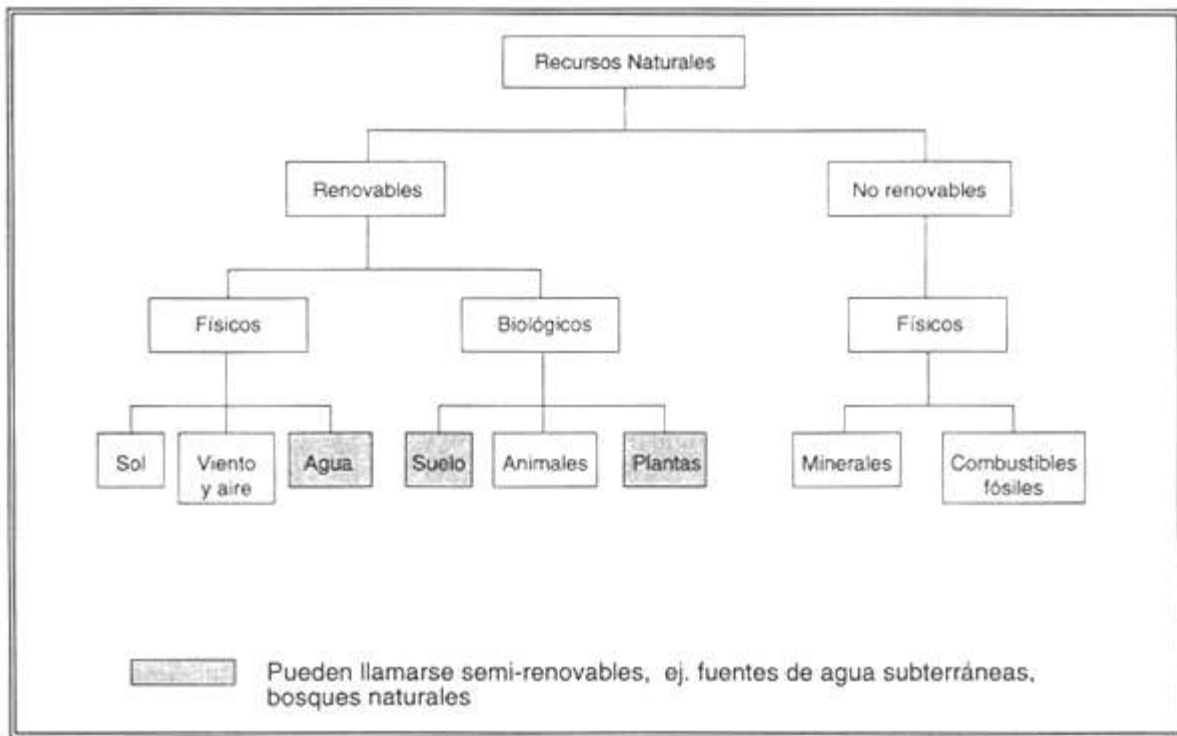 Recursos Naturales
Renovables
No renovables
Físicos
Biológicos
Físicos
Sol
Viento
y aire
Agua
Suelo
Animales
Plantas
Minerales
Combustibles
fósiles
Pueden llamarse semi-renovables, ej. fuentes de agua subterráneas,
bosques naturales